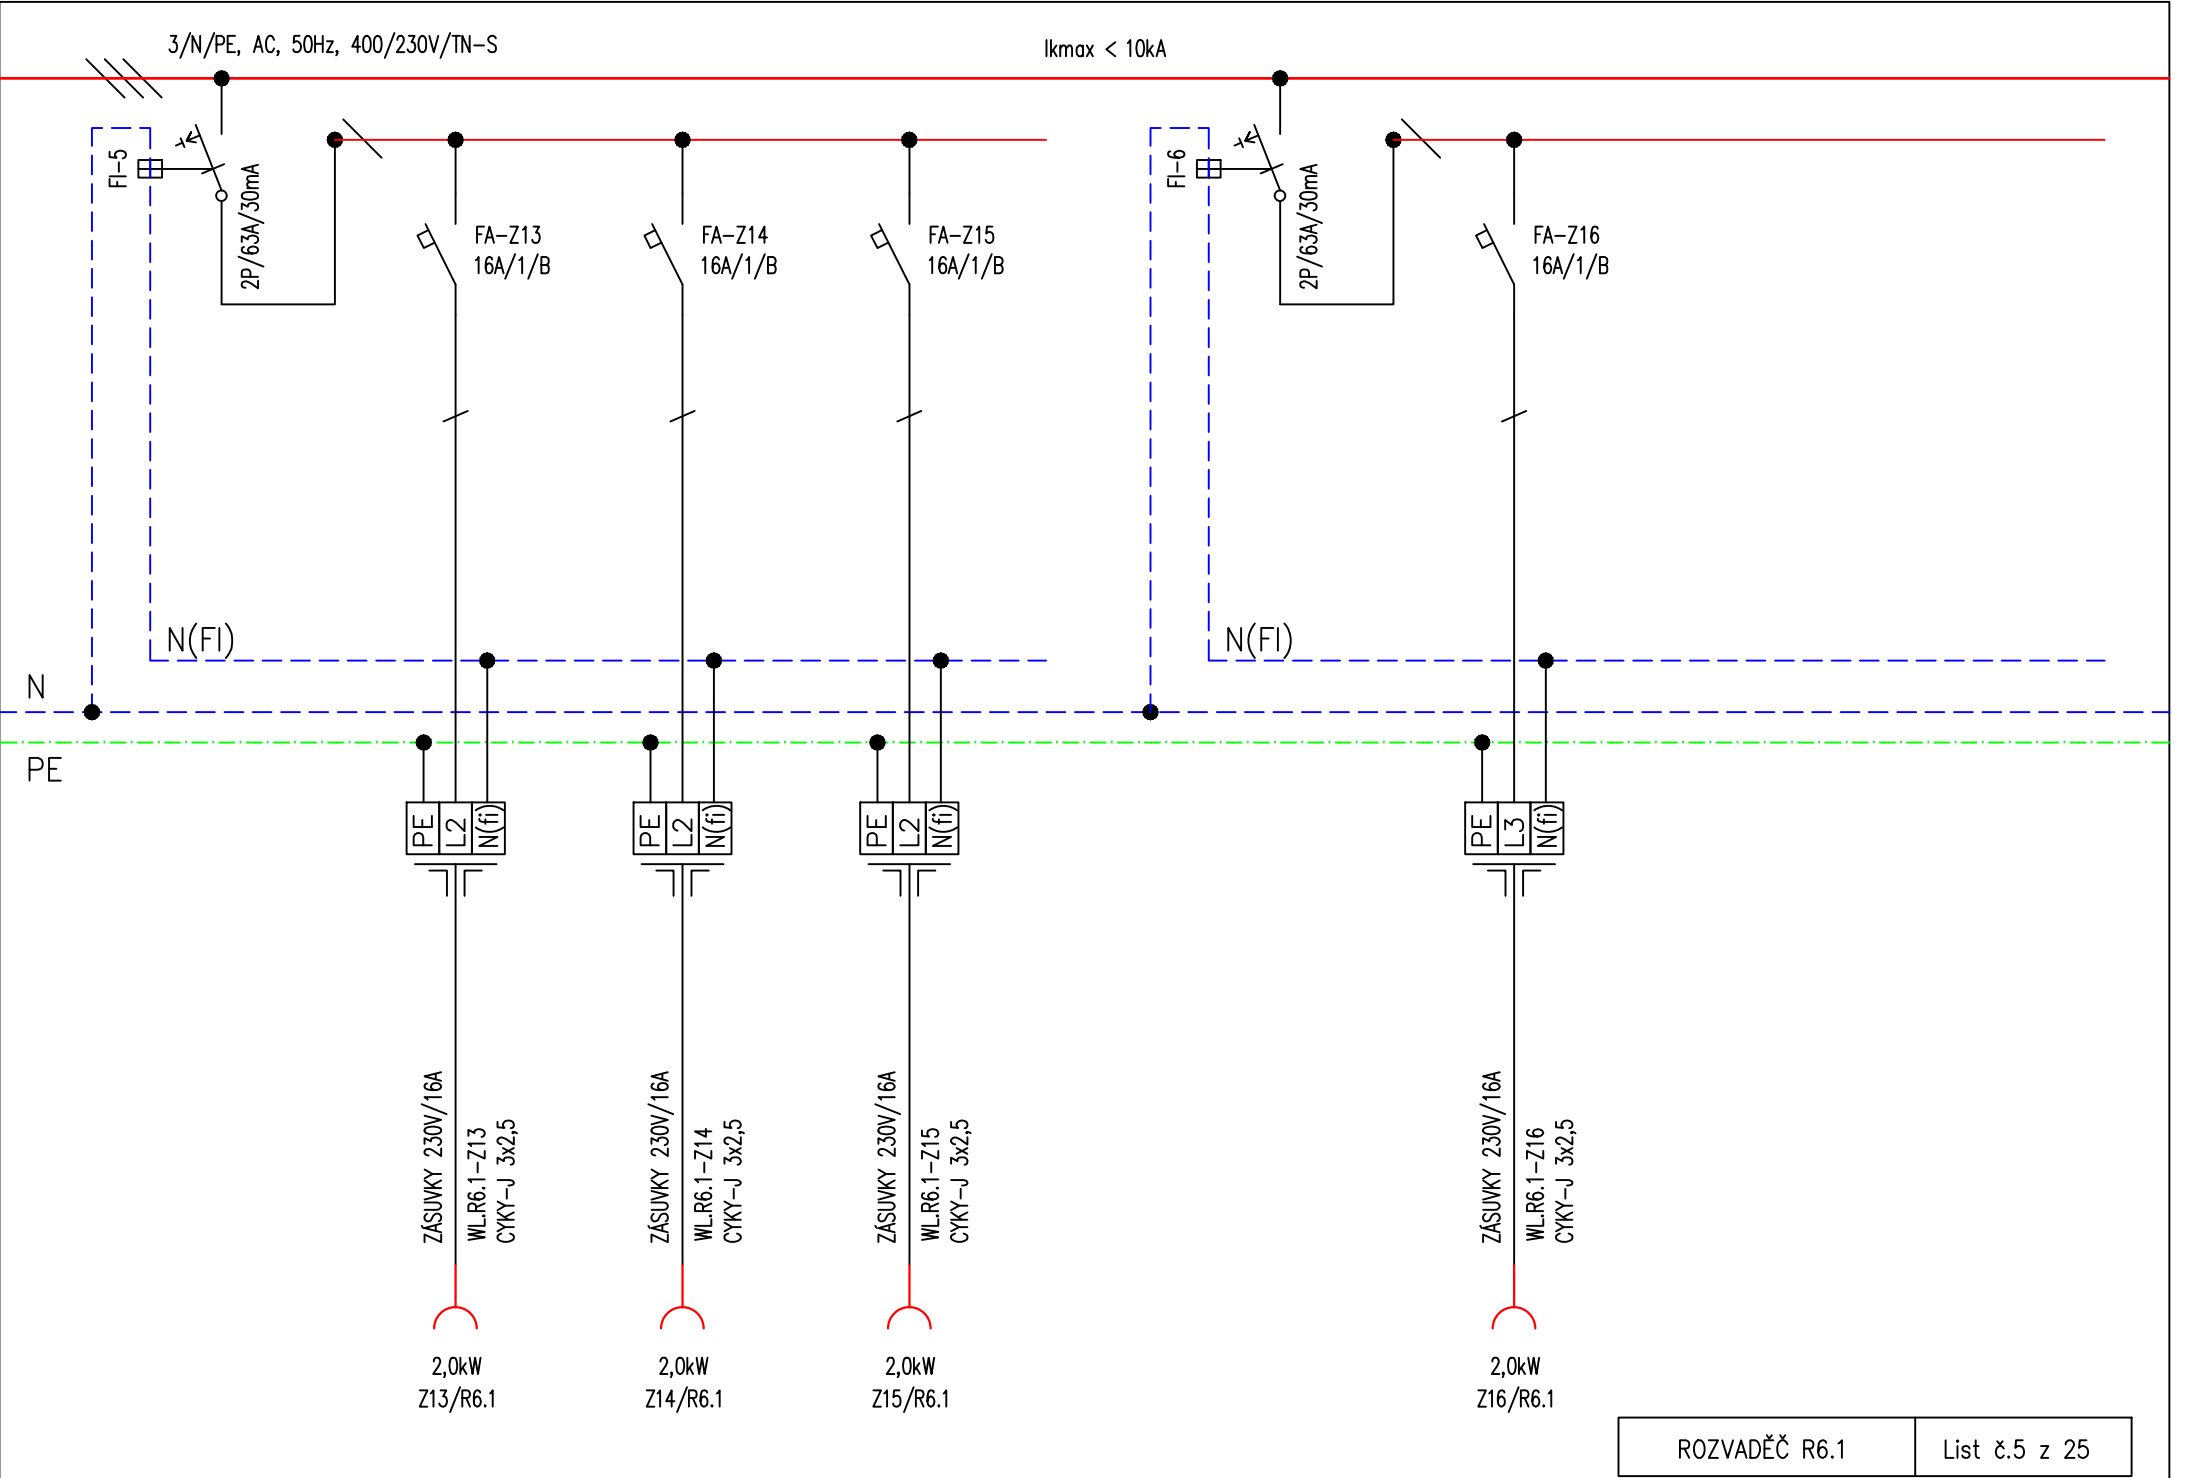 3/N/PE, AC, 50Hz, 400/230V/TN-S
Ikmax < 10kA
FI-5
2P/63A/30mA
FA-Z13
16A/1/B
FA-Z14
16A/1/B
FA-Z15
16A/1/B
FI-6
2P/63A/30mA
FA-Z16
16A/1/B
N(FI)
N(FI)
N
PE
PE
L2
N(fi)
PE
L2
N(fi)
PE
L2
N(fi)
PE
L3
N(fi)
ZÁSUVKY 230V/16A
WL.R6.1-Z13
CYKY-J 3x2,5
ZÁSUVKY 230V/16A
WL.R6.1-Z14
CYKY-J 3x2,5
ZÁSUVKY 230V/16A
WL.R6.1-Z15
CYKY-J 3x2,5
ZÁSUVKY 230V/16A
WL.R6.1-Z16
CYKY-J 3x2,5
2,0kW
Z13/R6.1
2,0kW
Z14/R6.1
2,0kW
Z15/R6.1
2,0kW
Z16/R6.1
ROZVADĚČ R6.1
List č.5 z 25